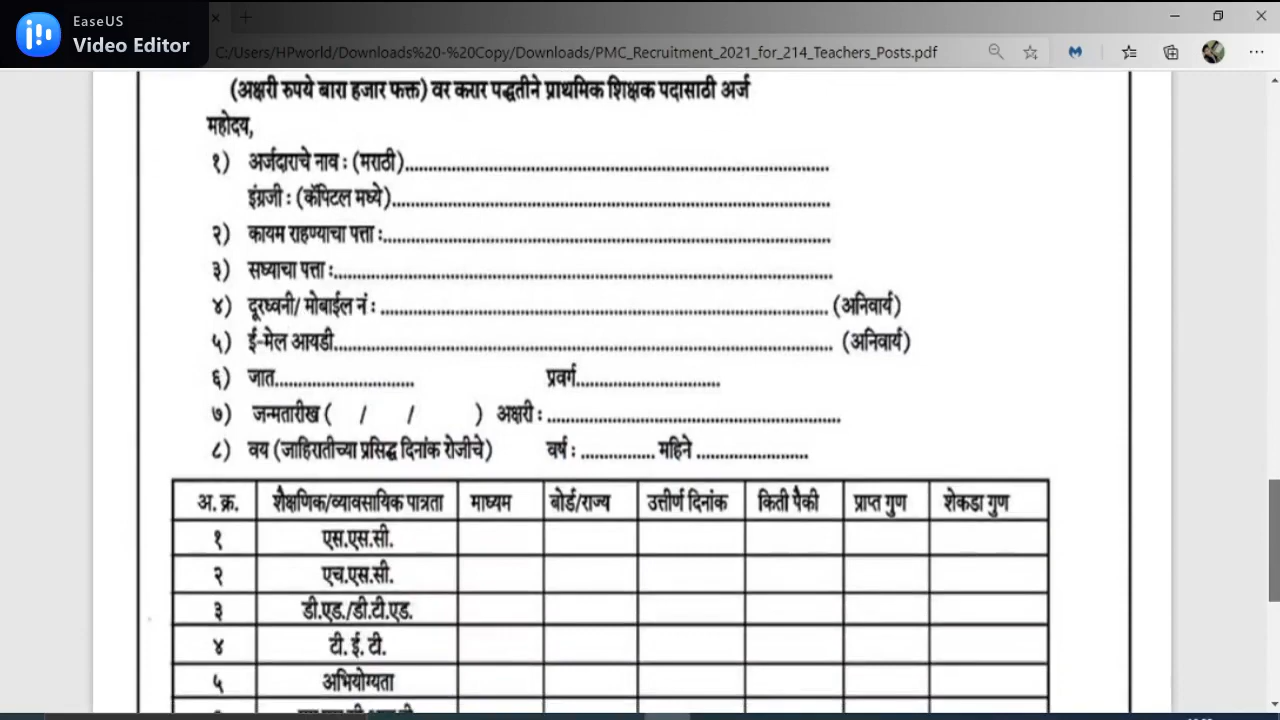 EaseUS
Video Editor
C:/Users/HPworld/Downloads%20-%20Copy/Downloads/PMC_Recruitment_2021_for_214_Teachers_Posts.pdf
(अक्षरी रुपये बारा हजार फक्त) वर करार पद्धतीने प्राथमिक शिक्षक पदासाठी अर्ज
महोदय,
१) अर्जदाराचे नाव : (मराठी)..........................................................................................
इंग्रजी : (कॅपिटल मध्ये)..........................................................................................
२) कायम राहण्याचा पत्ता :..........................................................................................
३) सध्याचा पत्ता :..........................................................................................
४) दूरध्वनी/ मोबाईल नं : .......................................................................................... (अनिवार्य)
५) ई-मेल आयडी.......................................................................................... (अनिवार्य)
६) जात.............................. प्रवर्ग..............................
७) जन्मतारीख ( / / ) अक्षरी : ..............................................................
८) वय (जाहिरातीच्या प्रसिद्ध दिनांक रोजीचे) वर्ष : ................ महिने ........................
अ. क्र. शैक्षणिक/व्यावसायिक पात्रता माध्यम बोर्ड/राज्य उत्तीर्ण दिनांक किती पैकी प्राप्त गुण शेकडा गुण
१ एस.एस.सी.
२ एच.एस.सी.
३ डी.एड./डी.टी.एड.
४ टी. ई. टी.
५ अभियोग्यता